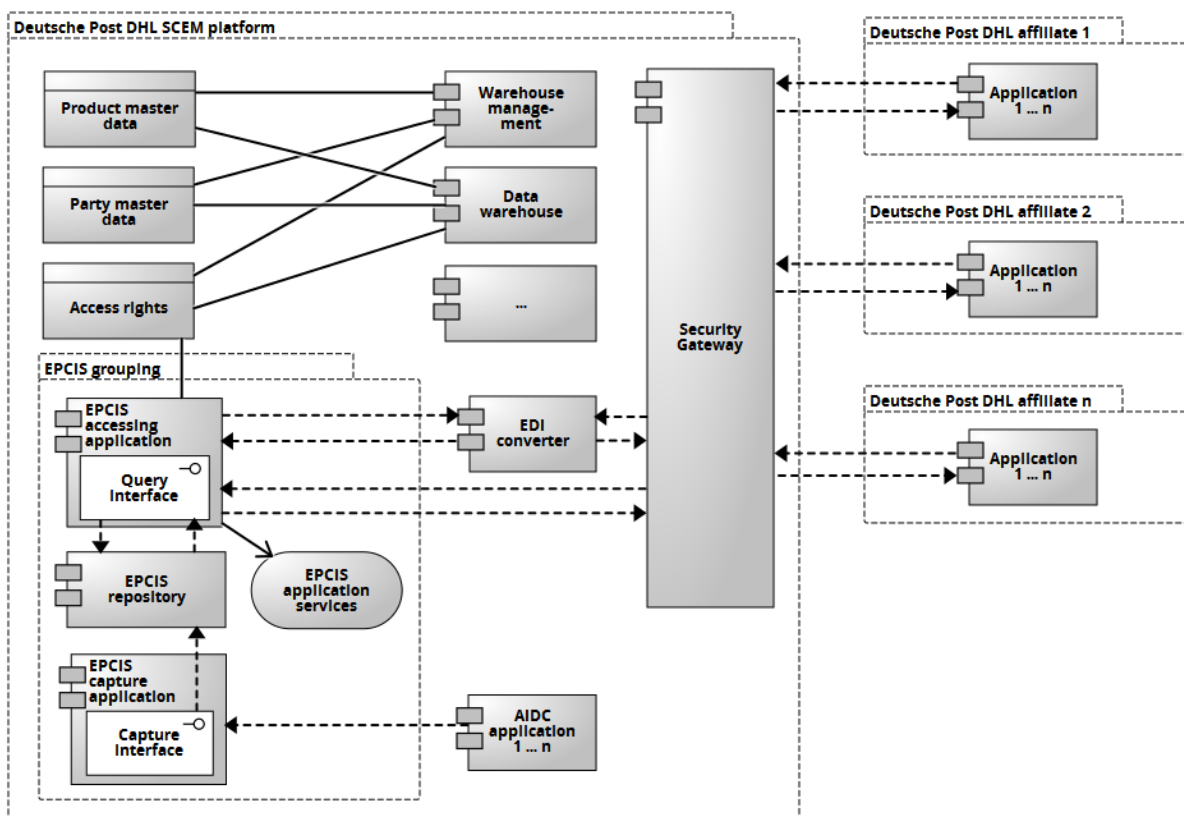 Deutsche Post DHL SCEM platform
Product master
data
Warehouse
manage-
ment
Party master
data
Data
warehouse
Access rights
...
Security
Gateway
EPCIS grouping
EPCIS
accessing
application
Query
Interface
EDI
converter
EPCIS
repository
EPCIS
application
services
EPCIS
capture
application
Capture
Interface
AIDC
application
1 ... n
Deutsche Post DHL affiliate 1
Application
1 ... n
Deutsche Post DHL affiliate 2
Application
1 ... n
Deutsche Post DHL affiliate n
Application
1 ... n